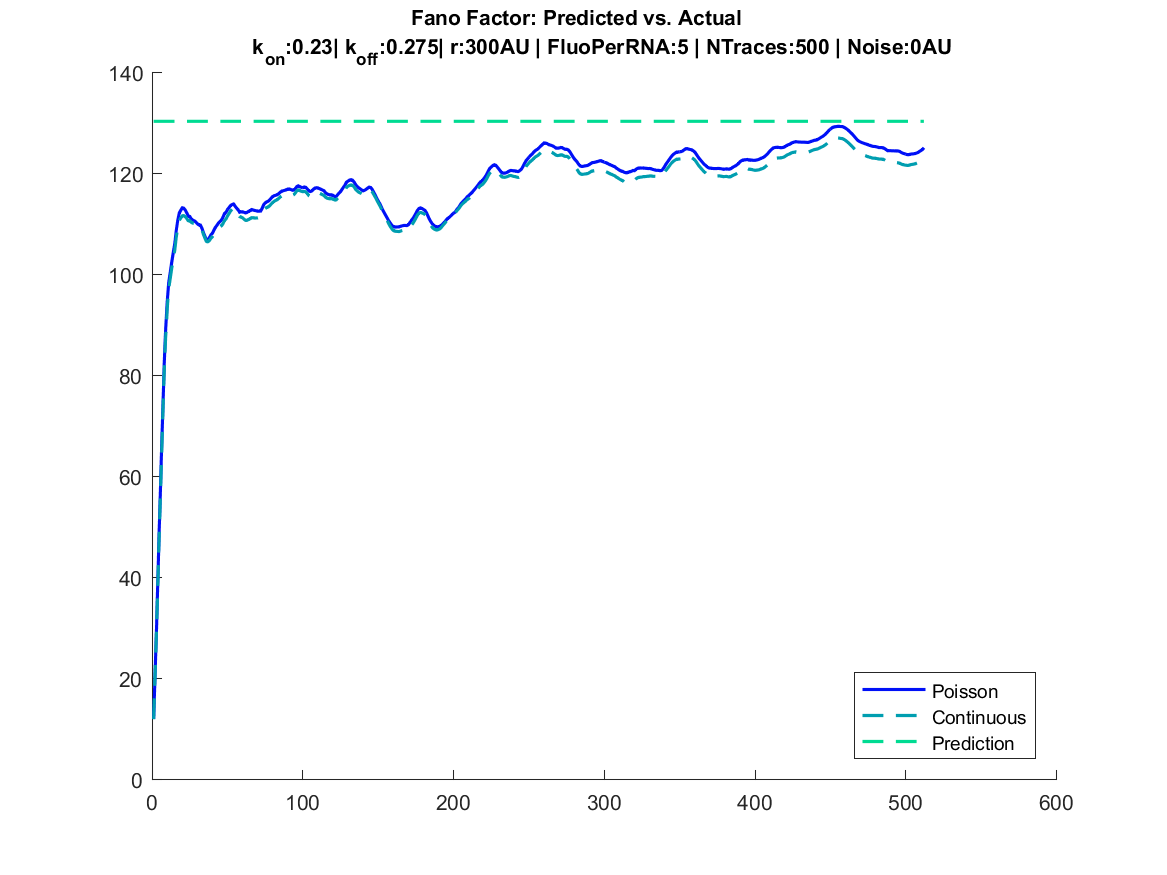 Fano Factor: Predicted vs. Actual
kon:0.23| koff:0.275| r:300AU | FluoPerRNA:5 | NTraces:500 | Noise:0AU
140
120
100
80
60
40
20
0
0 100 200 300 400 500 600
Poisson
Continuous
Prediction